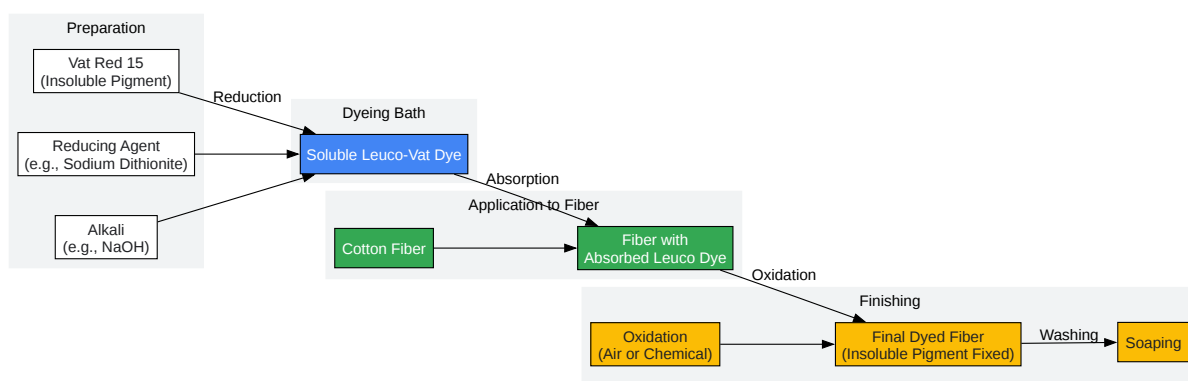 Preparation
Vat Red 15
(Insoluble Pigment)
Reduction
Reducing Agent
(e.g., Sodium Dithionite)
Alkali
(e.g., NaOH)
Dyeing Bath
Soluble Leuco-Vat Dye
Absorption
Application to Fiber
Cotton Fiber
Fiber with
Absorbed Leuco Dye
Oxidation
Finishing
Oxidation
(Air or Chemical)
Final Dyed Fiber
(Insoluble Pigment Fixed)
Washing
Soaping